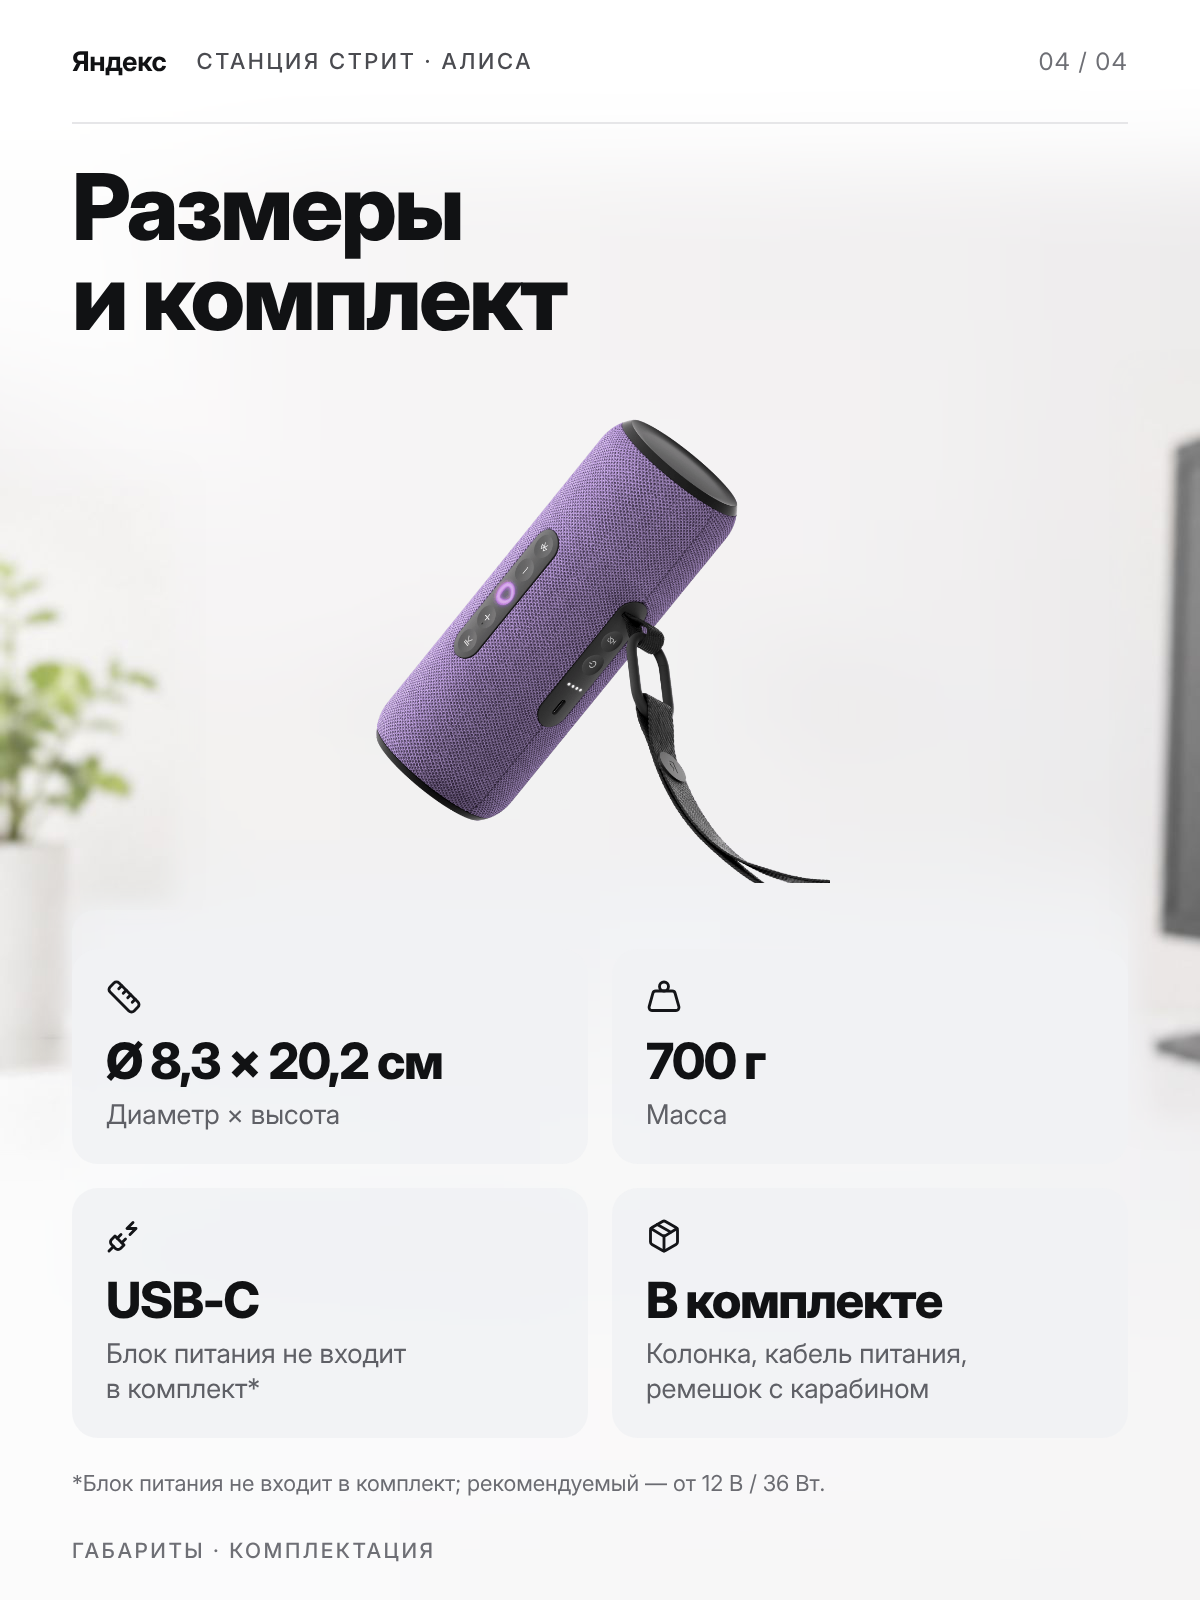 Яндекс СТАНЦИЯ СТРИТ · АЛИСА 04 / 04
Размеры
и комплект
Ø 8,3 × 20,2 см
Диаметр × высота
700 г
Масса
USB-C
Блок питания не входит
в комплект*
В комплекте
Колонка, кабель питания,
ремешок с карабином
*Блок питания не входит в комплект; рекомендуемый — от 12 В / 36 Вт.
ГАБАРИТЫ · КОМПЛЕКТАЦИЯ